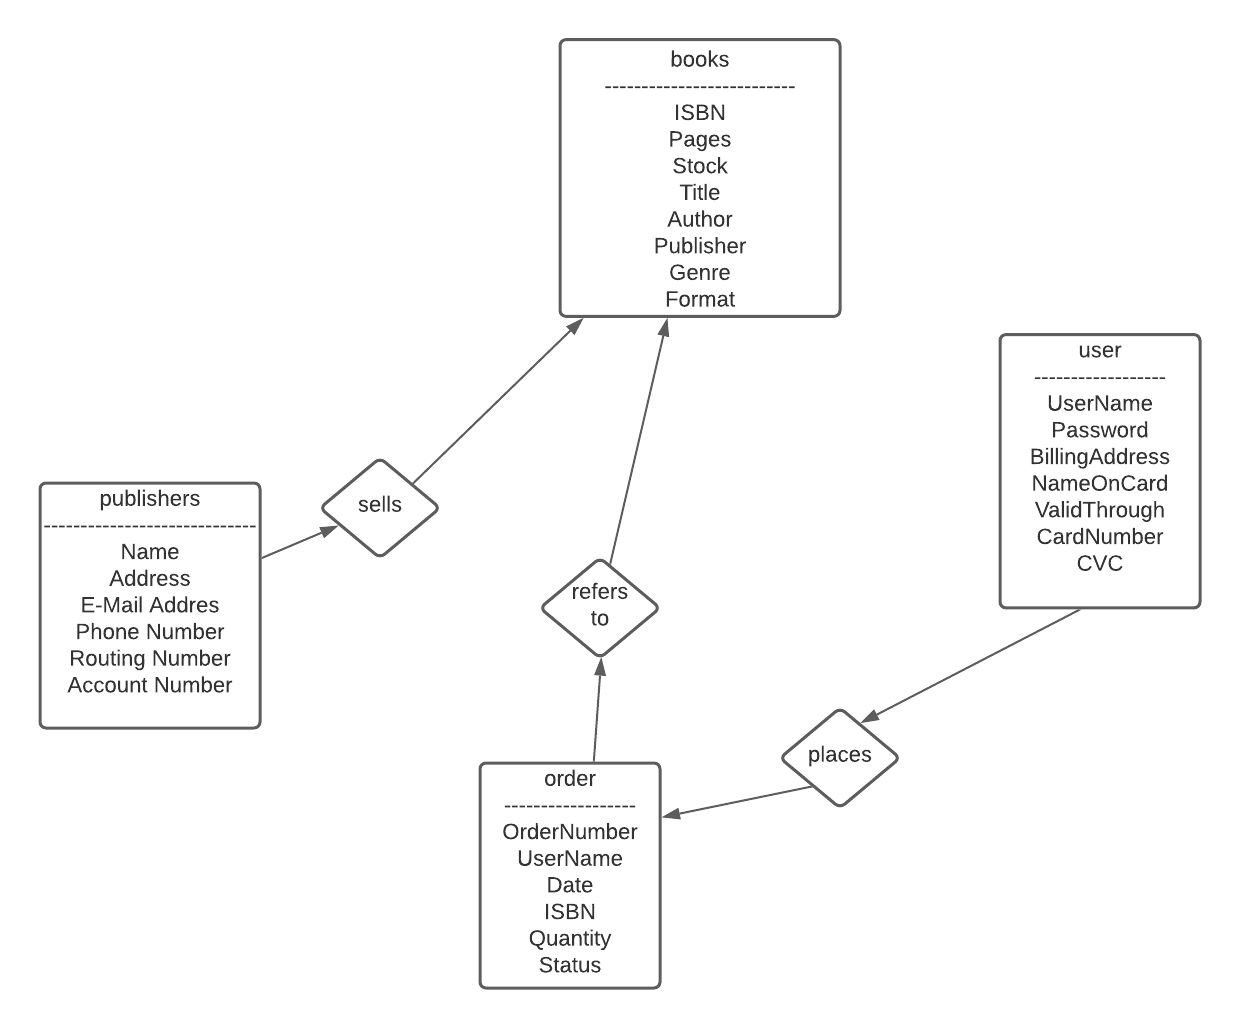 books
--------------------------
ISBN
Pages
Stock
Title
Author
Publisher
Genre
Format
user
------------------
UserName
Password
BillingAddress
NameOnCard
ValidThrough
CardNumber
CVC
publishers
-----------------------------
Name
Address
E-Mail Addres
Phone Number
Routing Number
Account Number
sells
refers
to
places
order
------------------
OrderNumber
UserName
Date
ISBN
Quantity
Status